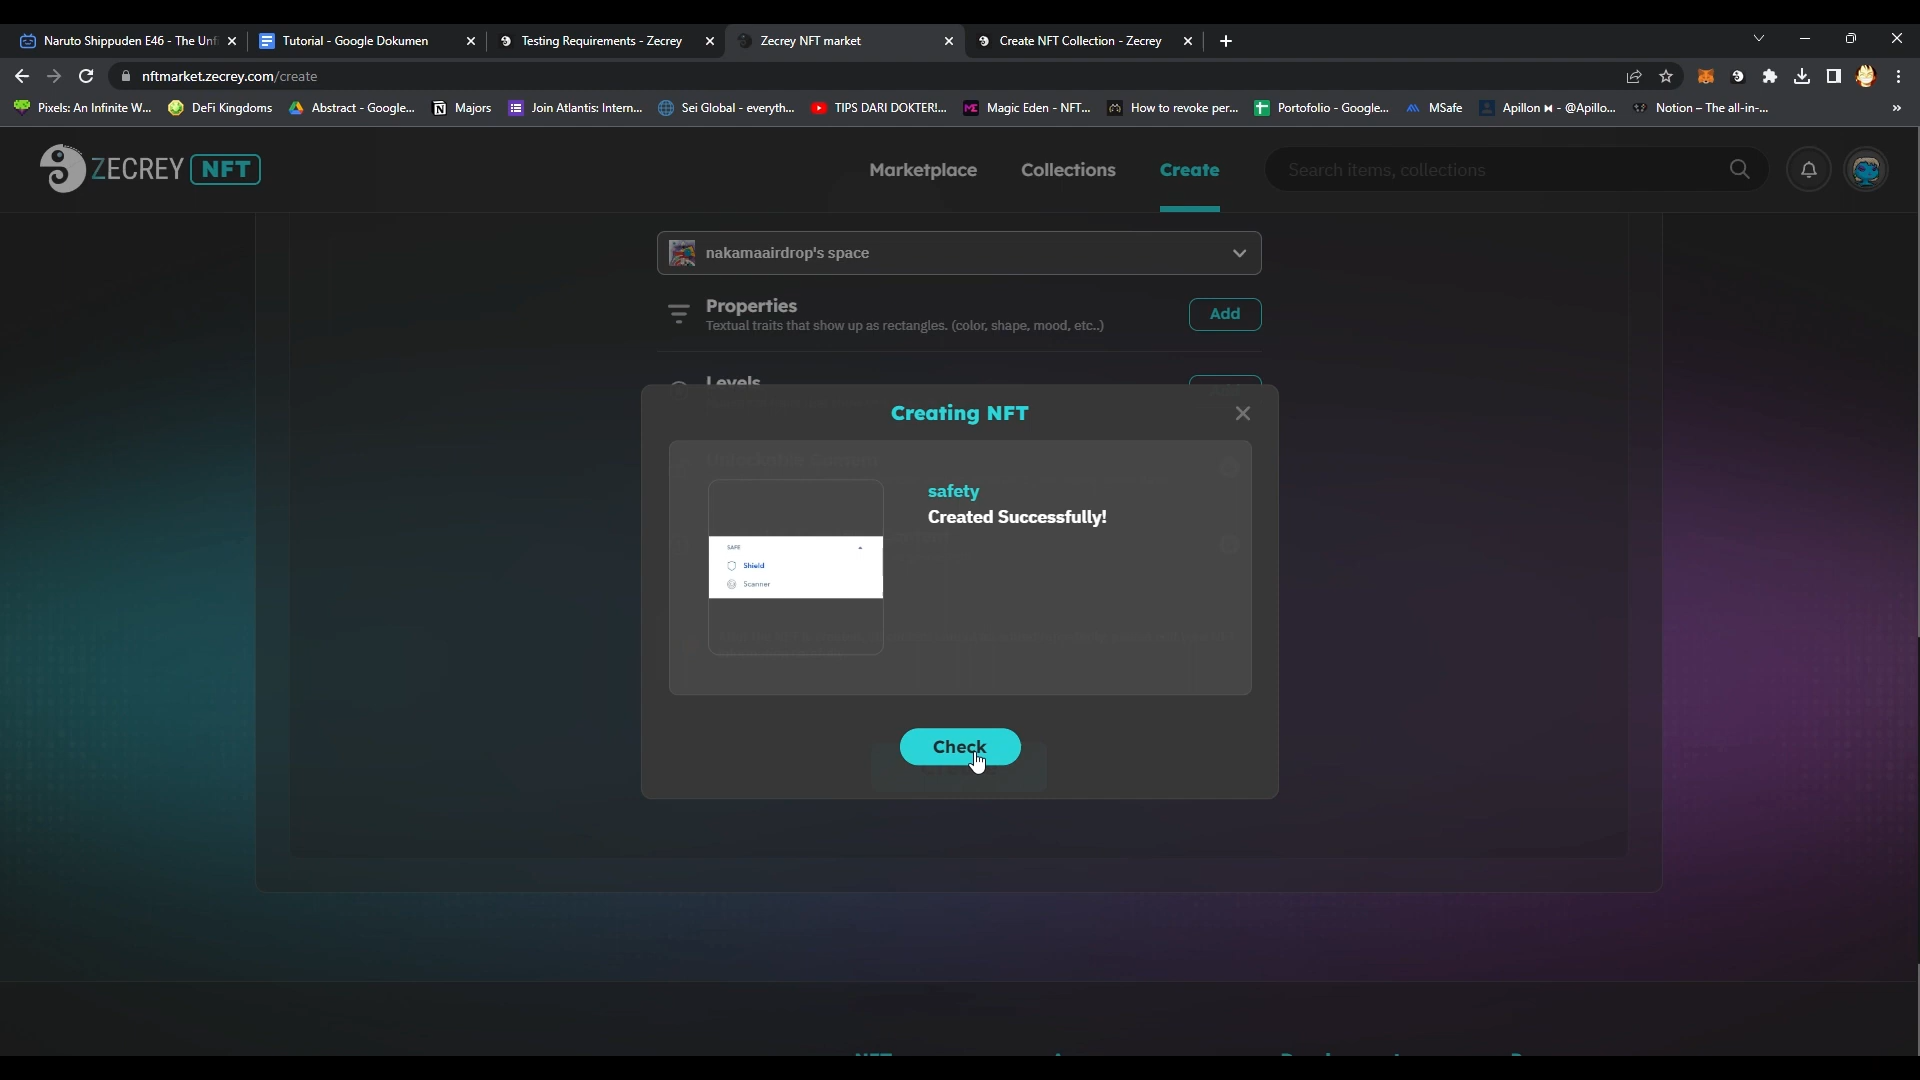 Naruto Shippuden E46 - The Unfi
Tutorial - Google Dokumen
Testing Requirements - Zecrey
Zecrey NFT market
Create NFT Collection - Zecrey
nftmarket.zecrey.com/create
Pixels: An Infinite W...
DeFi Kingdoms
Abstract - Google...
Majors
Join Atlantis: Intern...
Sei Global - everyth...
TIPS DARI DOKTER!...
Magic Eden - NFT...
How to revoke per...
Portofolio - Google...
MSafe
Apillon ⧓ - @Apillo...
Notion – The all-in-...
ZECREY NFT
Marketplace
Collections
Create
Search items, collections
nakamaairdrop's space
Properties
Textual traits that show up as rectangles. (color, shape, mood, etc..)
Add
Levels
Creating NFT
safety
Created Successfully!
SAFE
Shield
Scanner
Check